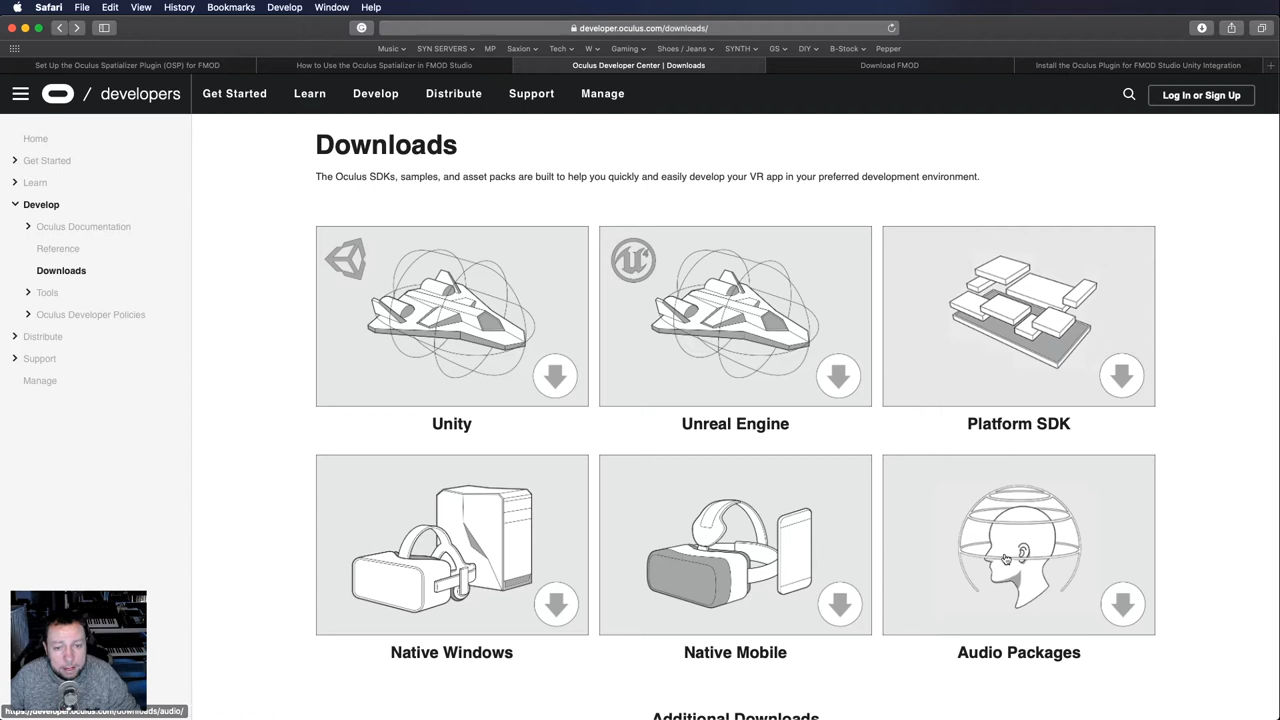 Safari File Edit View History Bookmarks Develop Window Help
developer.oculus.com/downloads/
Music SYN SERVERS MP Saxion Tech W Gaming Shoes / Jeans SYNTH GS DIY B-Stock Pepper
Set Up the Oculus Spatializer Plugin (OSP) for FMOD How to Use the Oculus Spatializer in FMOD Studio Oculus Developer Center | Downloads Download FMOD Install the Oculus Plugin for FMOD Studio Unity Integration
/ developers Get Started Learn Develop Distribute Support Manage Log In or Sign Up
Home
Get Started
Learn
Develop
Oculus Documentation
Reference
Downloads
Tools
Oculus Developer Policies
Distribute
Support
Manage
Downloads
The Oculus SDKs, samples, and asset packs are built to help you quickly and easily develop your VR app in your preferred development environment.
Unity Unreal Engine Platform SDK
Native Windows Native Mobile Audio Packages
Additional Downloads
https://developer.oculus.com/downloads/audio/